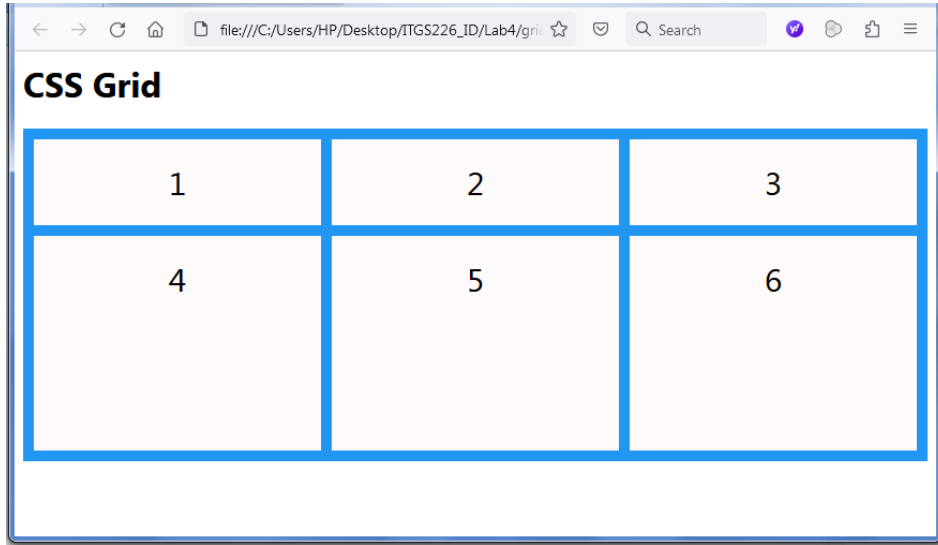 file:///C:/Users/HP/Desktop/ITGS226_ID/Lab4/gri
Search
CSS Grid
1 2 3
4 5 6